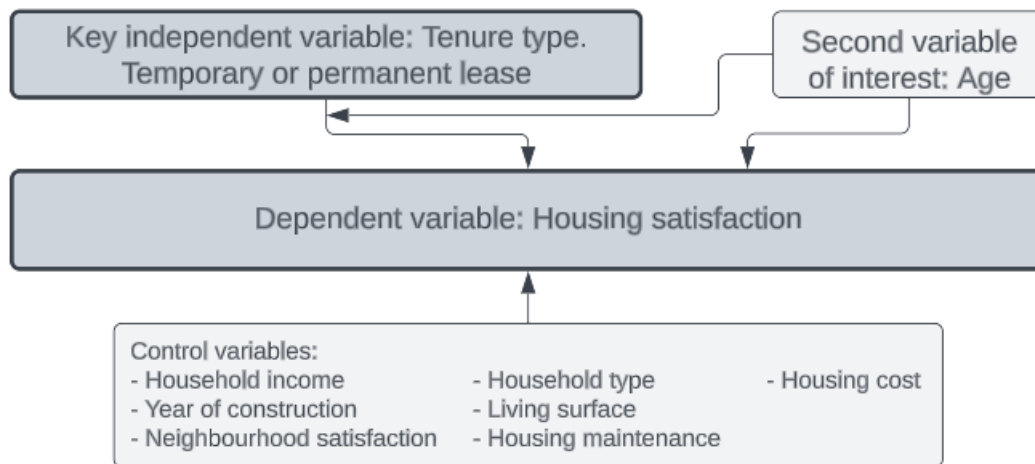 Key independent variable: Tenure type.
Temporary or permanent lease
Second variable
of interest: Age
Dependent variable: Housing satisfaction
Control variables:
- Household income - Household type - Housing cost
- Year of construction - Living surface
- Neighbourhood satisfaction - Housing maintenance